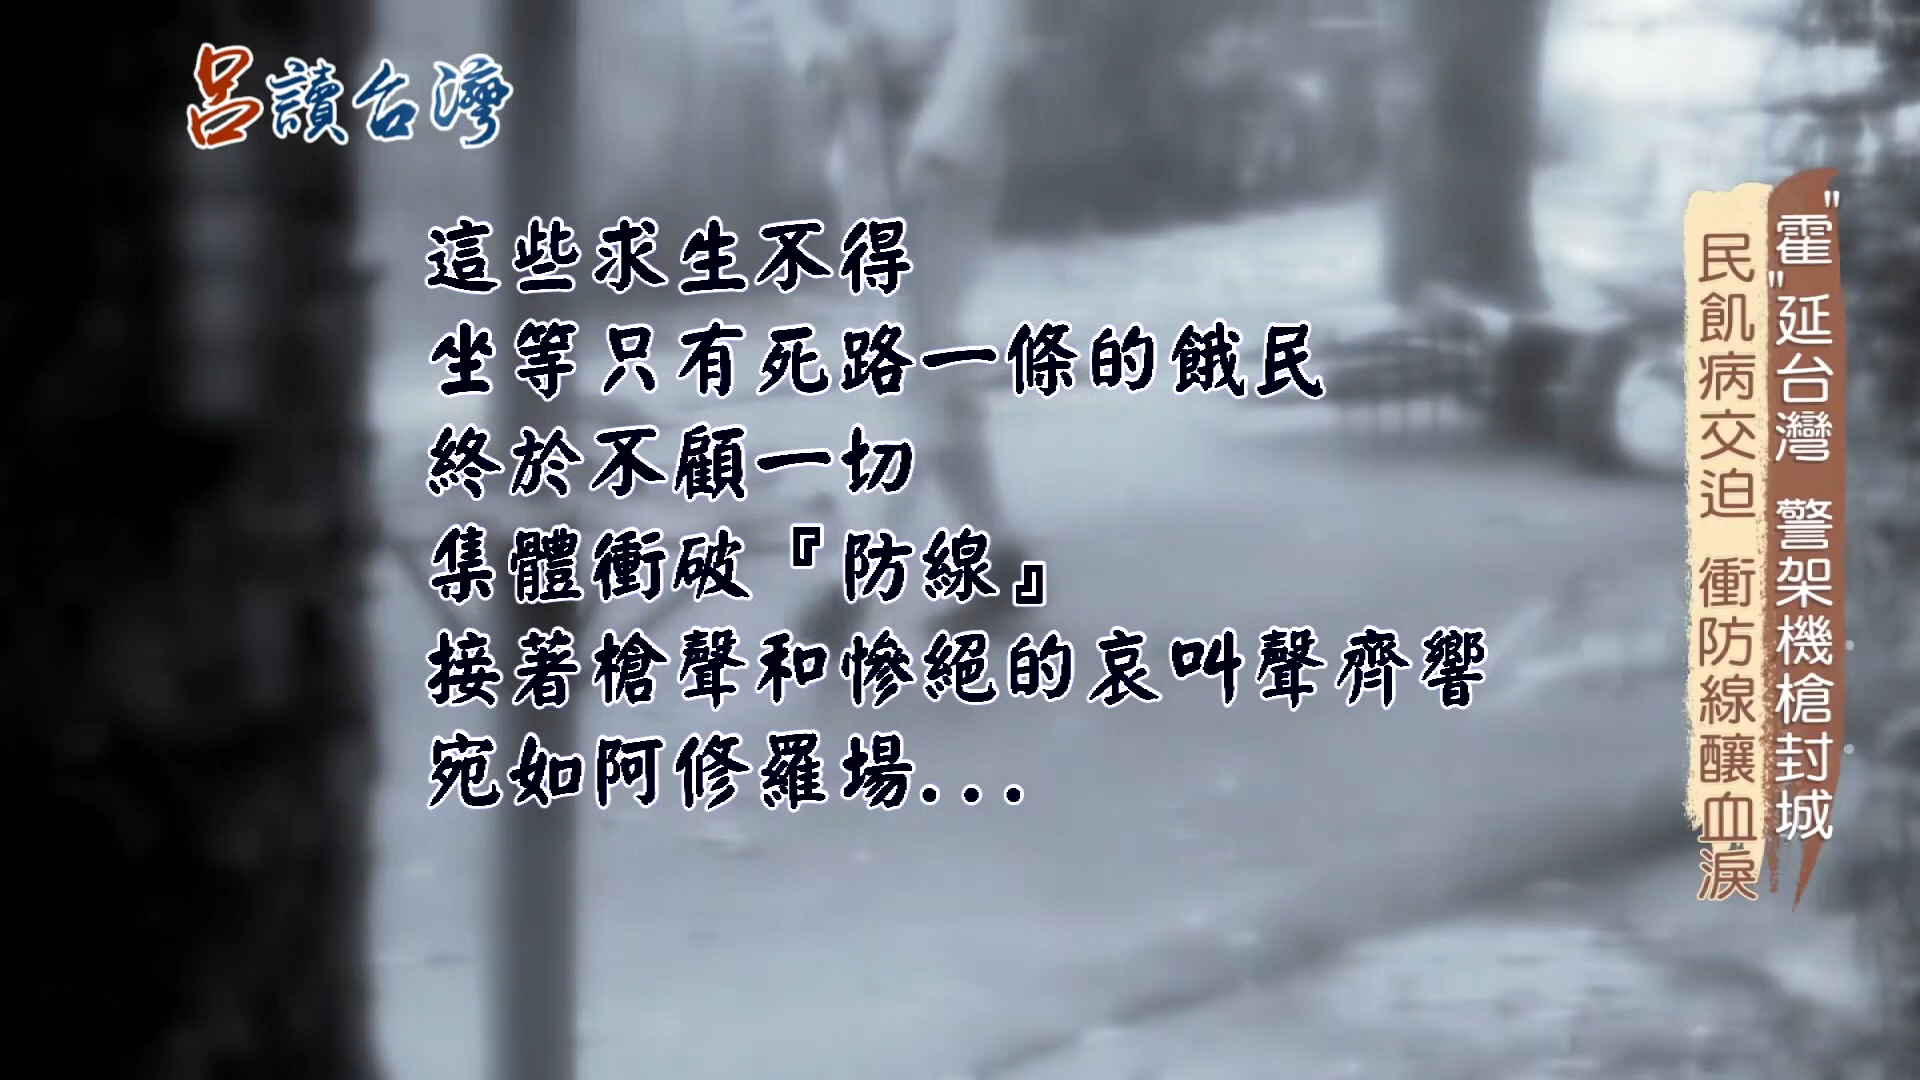 呂讀台灣
這些求生不得
坐等只有死路一條的餓民
終於不顧一切
集體衝破『防線』
接著槍聲和慘絕的哀叫聲齊響
宛如阿修羅場...
"霍"延台灣 警架機槍封城
民飢病交迫 衝防線釀血淚